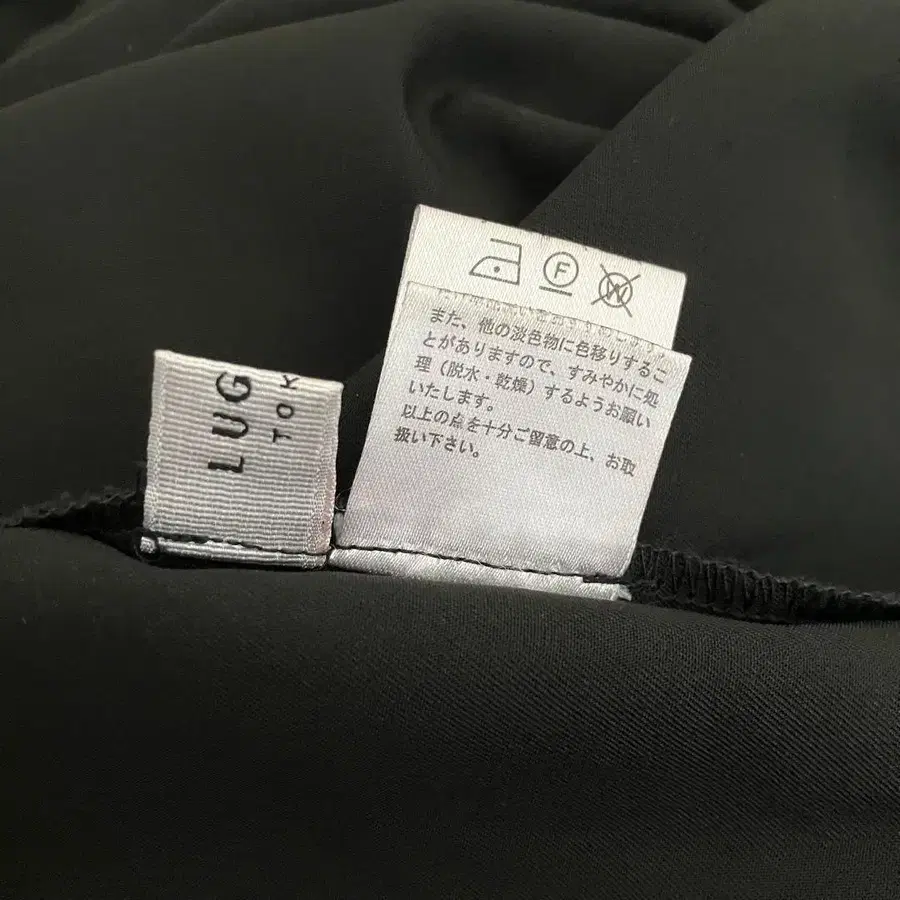 LUG
TOK
F
W
また、他の淡色物に色移りするこ
とがありますので、すみやかに処
理（脱水・乾燥）するようお願い
いたします。
以上の点を十分ご留意の上、お取
扱い下さい。